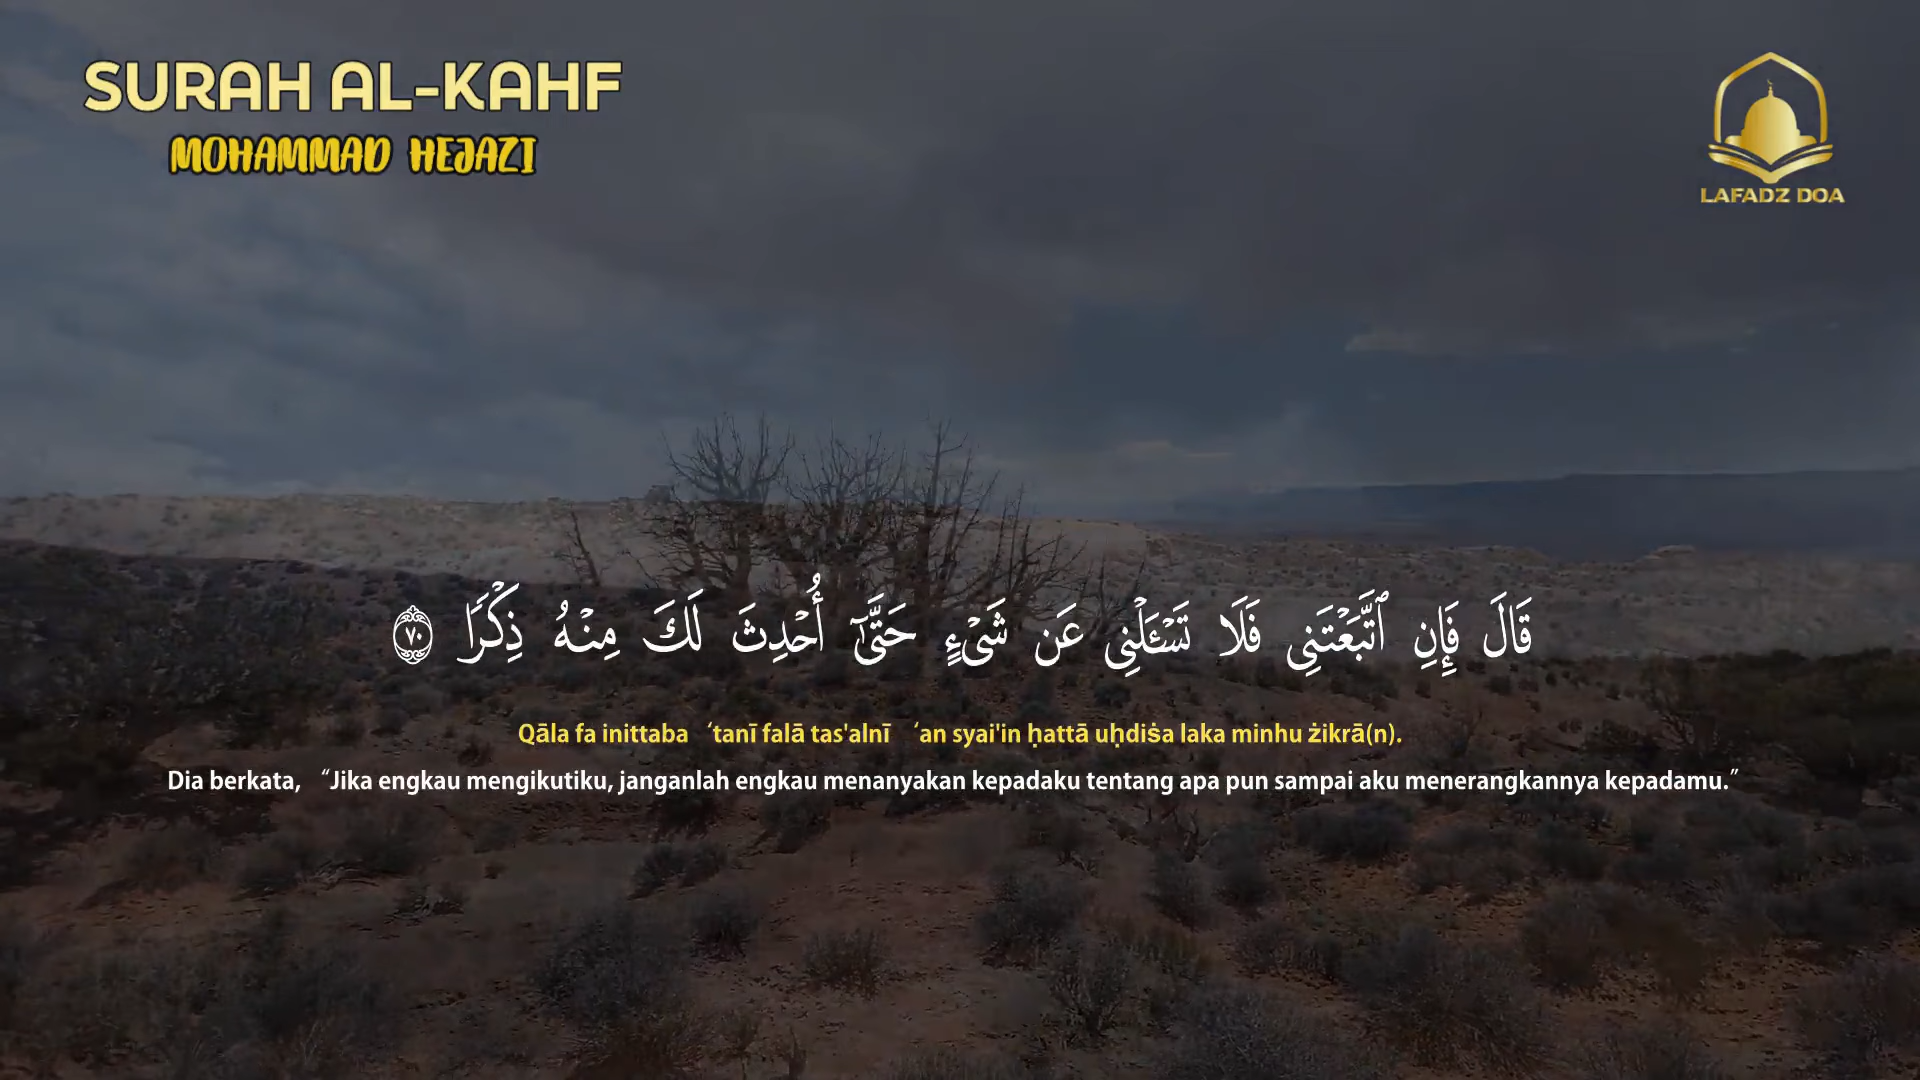 SURAH AL-KAHF
MOHAMMAD HEJAZI
LAFADZ DOA
قَالَ فَإِنِ ٱتَّبَعْتَنِى فَلَا تَسْـَٔلْنِى عَن شَىْءٍ حَتَّىٰٓ أُحْدِثَ لَكَ مِنْهُ ذِكْرًا ٧٠
Qāla fa inittaba ‘tanī falā tas'alnī ‘an syai'in ḥattā uḥdiṡa laka minhu żikrā(n).
Dia berkata, “Jika engkau mengikutiku, janganlah engkau menanyakan kepadaku tentang apa pun sampai aku menerangkannya kepadamu.”